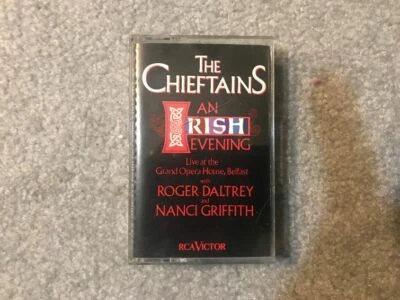 THE
CHIEFTAINS
AN
IRISH
EVENING
Live at the
Grand Opera House, Belfast
with
ROGER DALTREY
and
NANCI GRIFFITH
RCA VICTOR